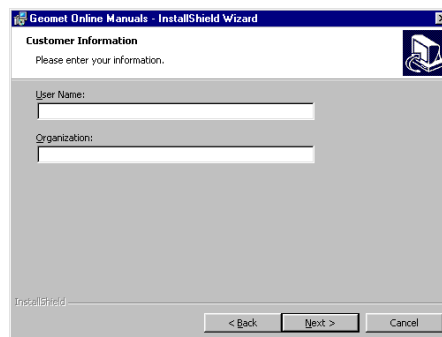 Geomet Online Manuals - InstallShield Wizard
Customer Information
Please enter your information.
User Name:
Organization:
InstallShield
< Back Next > Cancel